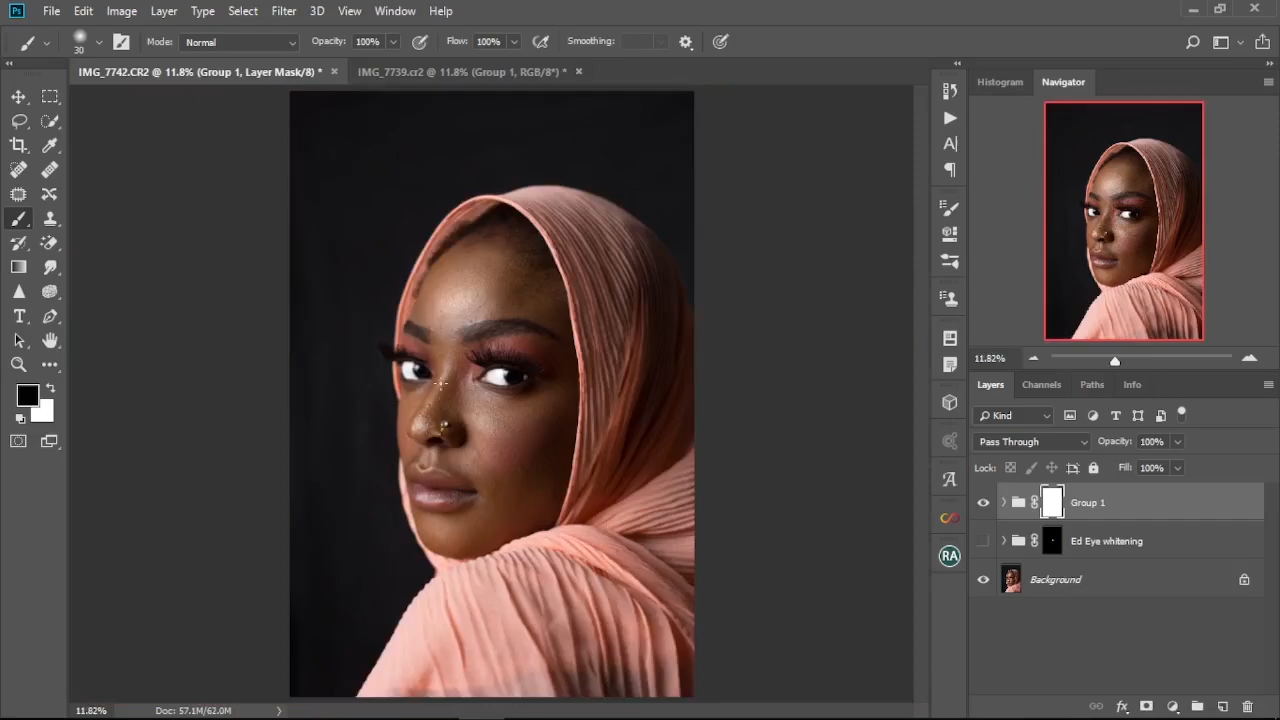 Ps File Edit Image Layer Type Select Filter 3D View Window Help
30 Mode: Normal Opacity: 100% Flow: 100% Smoothing:
IMG_7742.CR2 @ 11.8% (Group 1, Layer Mask/8) * × IMG_7739.cr2 @ 11.8% (Group 1, RGB/8*) * ×
Histogram Navigator
11.82%
Layers Channels Paths Info
Kind
Pass Through Opacity: 100%
Lock: Fill: 100%
Group 1
Ed Eye whitening
RA
Background
11.82% Doc: 57.1M/62.0M
fx